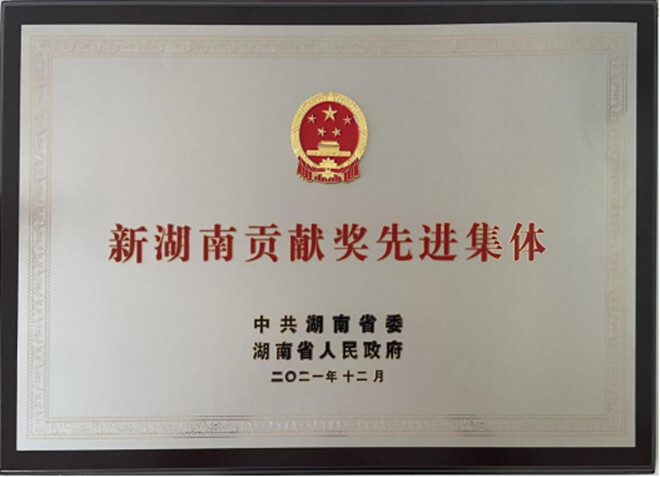 新湖南贡献奖先进集体
中共湖南省委
湖南省人民政府
二〇二一年十二月